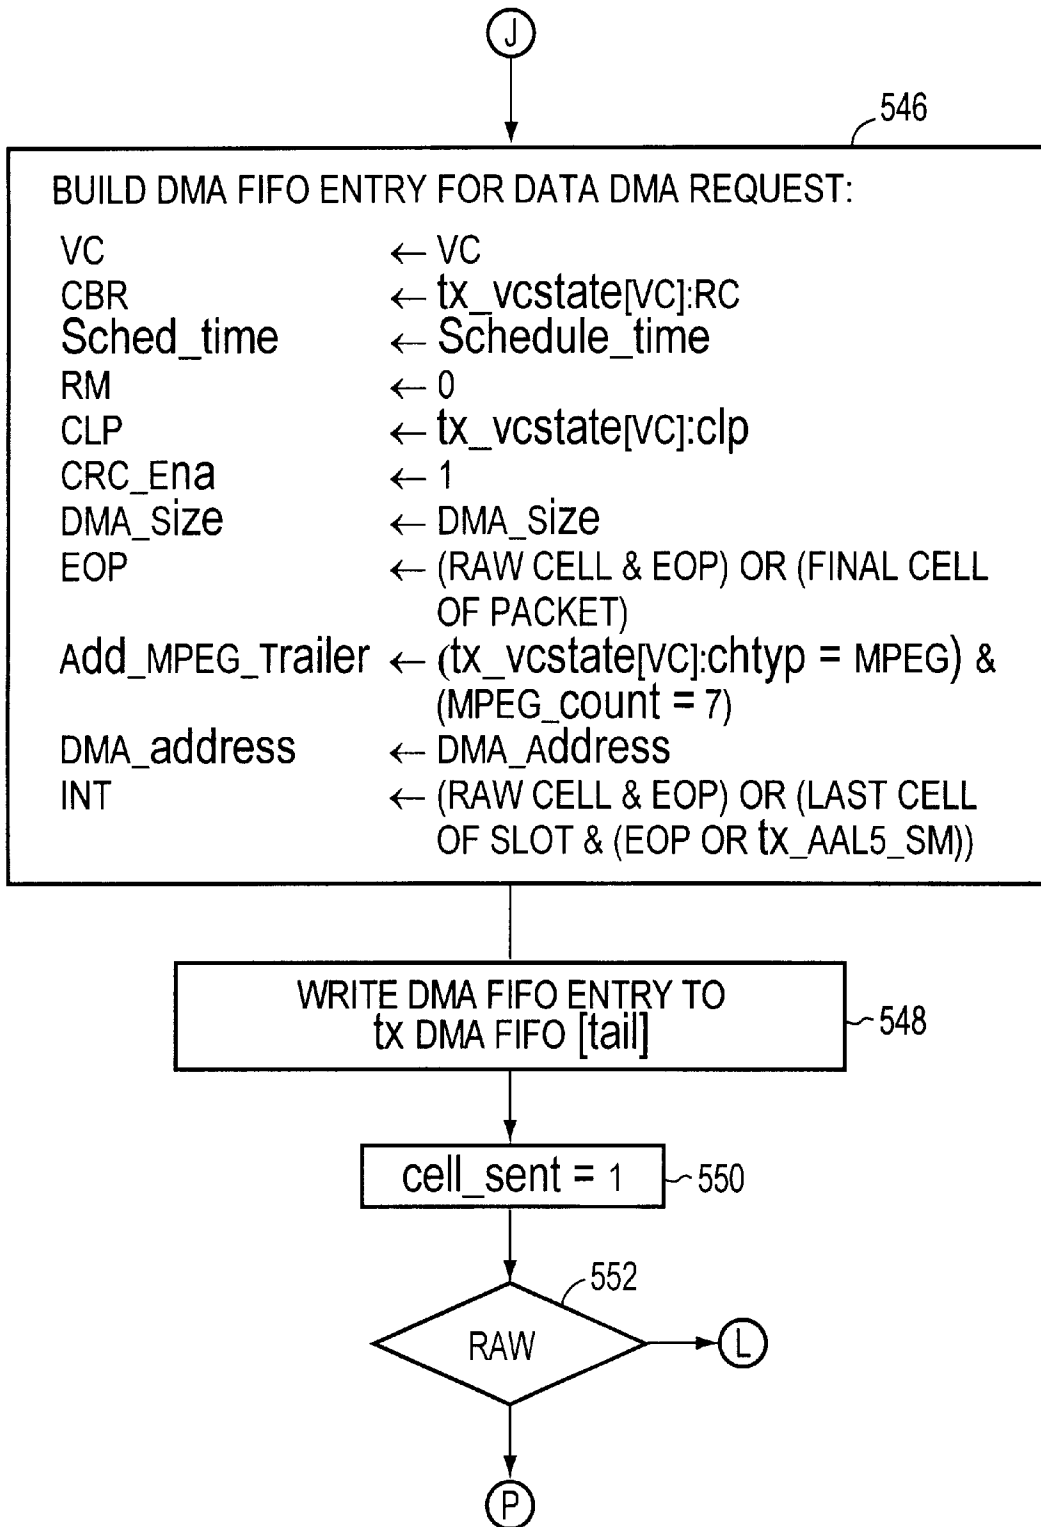 J
546
BUILD DMA FIFO ENTRY FOR DATA DMA REQUEST:
VC ← VC
CBR ← tx_vcstate[VC]:RC
Sched_time ← Schedule_time
RM ← 0
CLP ← tx_vcstate[VC]:clp
CRC_Ena ← 1
DMA_Size ← DMA_Size
EOP ← (RAW CELL & EOP) OR (FINAL CELL
OF PACKET)
Add_MPEG_Trailer ← (tx_vcstate[VC]:chtyp = MPEG) &
(MPEG_count = 7)
DMA_address ← DMA_Address
INT ← (RAW CELL & EOP) OR (LAST CELL
OF SLOT & (EOP OR tx_AAL5_SM))
WRITE DMA FIFO ENTRY TO
tx DMA FIFO [tail]
548
cell_sent = 1
550
552
RAW
L
P